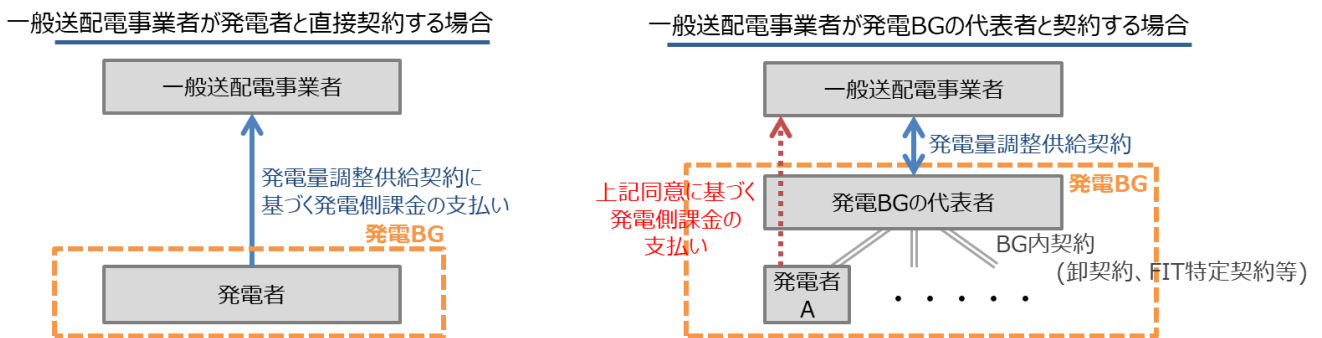 一般送配電事業者が発電者と直接契約する場合
一般送配電事業者
発電量調整供給契約に
基づく発電側課金の支払い
発電BG
発電者
一般送配電事業者が発電BGの代表者と契約する場合
一般送配電事業者
発電量調整供給契約
上記同意に基づく
発電側課金の
支払い
発電BG
発電BGの代表者
BG内契約
(卸契約、FIT特定契約等)
発電者
A
・・・・・